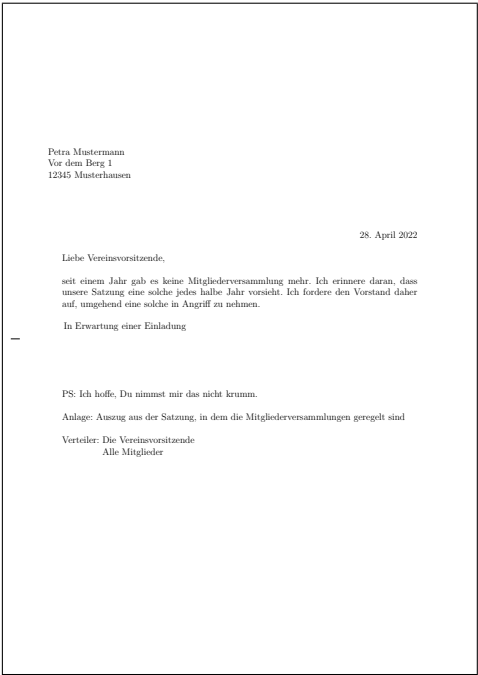 Petra Mustermann
Vor dem Berg 1
12345 Musterhausen
28. April 2022
Liebe Vereinsvorsitzende,
seit einem Jahr gab es keine Mitgliederversammlung mehr. Ich erinnere daran, dass
unsere Satzung eine solche jedes halbe Jahr vorsieht. Ich fordere den Vorstand daher
auf, umgehend eine solche in Angriff zu nehmen.
In Erwartung einer Einladung
PS: Ich hoffe, Du nimmst mir das nicht krumm.
Anlage: Auszug aus der Satzung, in dem die Mitgliederversammlungen geregelt sind
Verteiler: Die Vereinsvorsitzende
Alle Mitglieder